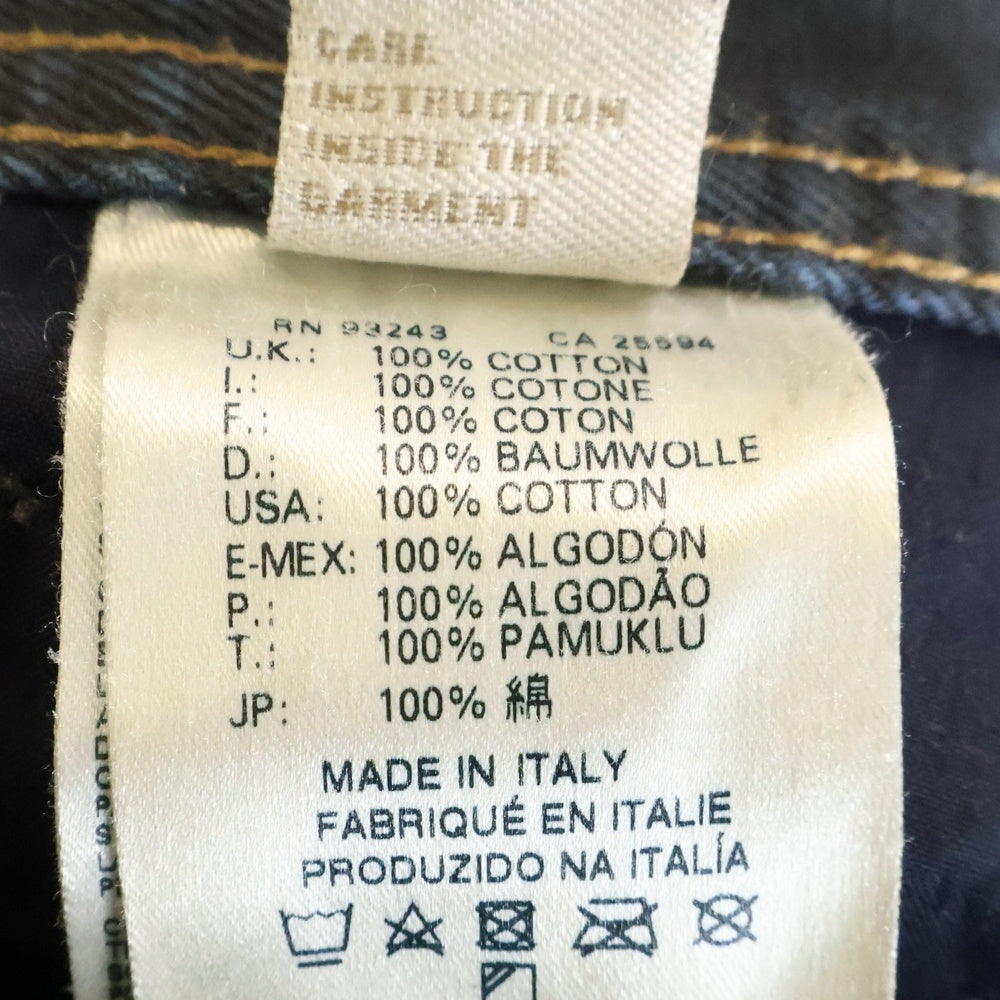 CARE
INSTRUCTION
INSIDE THE
GARMENT
RN 93243 CA 25594
U.K.: 100% COTTON
I.: 100% COTONE
F.: 100% COTON
D.: 100% BAUMWOLLE
USA: 100% COTTON
E-MEX: 100% ALGODÓN
P.: 100% ALGODÃO
T.: 100% PAMUKLU
JP: 100% 綿
MADE IN ITALY
FABRIQUÉ EN ITALIE
PRODUZIDO NA ITALÍA